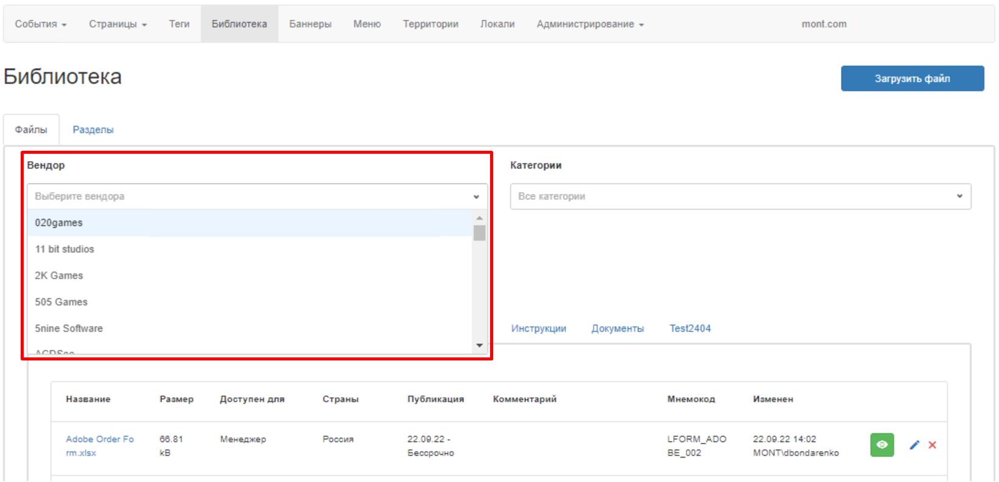 События Страницы Теги Библиотека Баннеры Меню Территории Локали Администрирование mont.com
Библиотека
Загрузить файл
Файлы Разделы
Вендор
Категории
Выберите вендора
Все категории
020games
11 bit studios
2K Games
505 Games
5nine Software
ACDSee
Инструкции Документы Test2404
Название Размер Доступен для Страны Публикация Комментарий Мнемокод Изменен
Adobe Order Fo 66.81 Менеджер Россия 22.09.22 - LFORM_ADO 22.09.22 14:02
rm.xlsx kB Бессрочно BE_002 MONT\dbondarenko